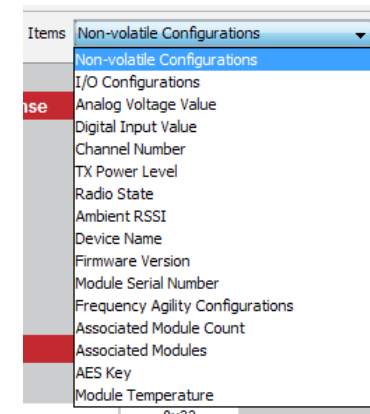 Items Non-volatile Configurations
Non-volatile Configurations
I/O Configurations
Analog Voltage Value
Digital Input Value
Channel Number
TX Power Level
Radio State
Ambient RSSI
Device Name
Firmware Version
Module Serial Number
Frequency Agility Configurations
Associated Module Count
Associated Modules
AES Key
Module Temperature